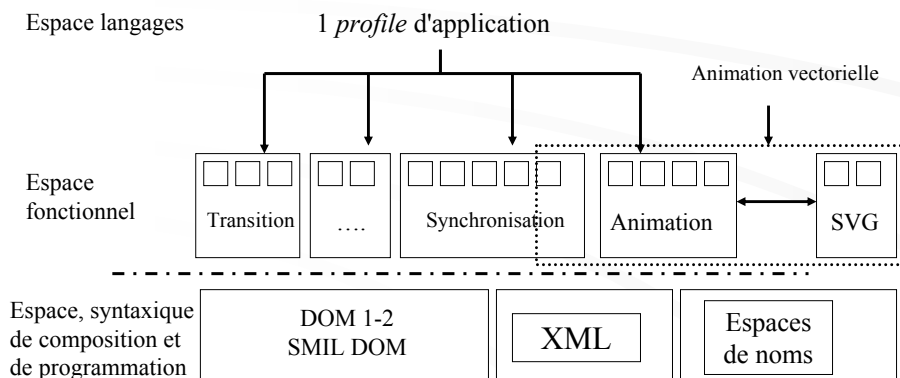 Espace langages
1 profile d'application
Animation vectorielle
Espace
fonctionnel
Transition
....
Synchronisation
Animation
SVG
Espace, syntaxique
de composition et
de programmation
DOM 1-2
SMIL DOM
XML
Espaces
de noms